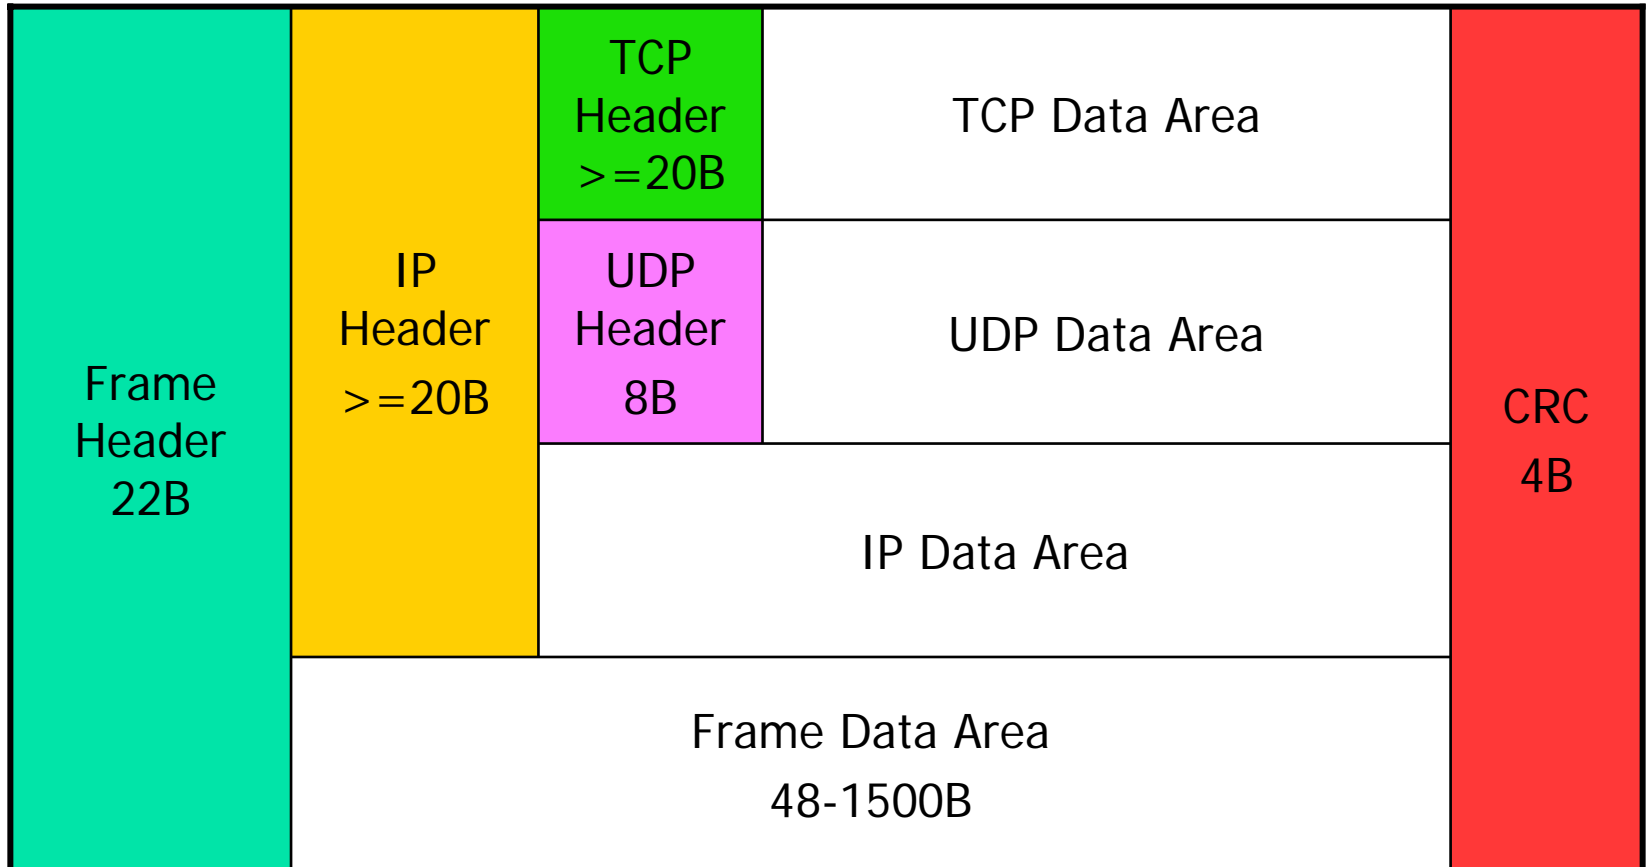 Frame
Header
22B
IP
Header
>=20B
TCP
Header
>=20B
TCP Data Area
UDP
Header
8B
UDP Data Area
IP Data Area
Frame Data Area
48-1500B
CRC
4B